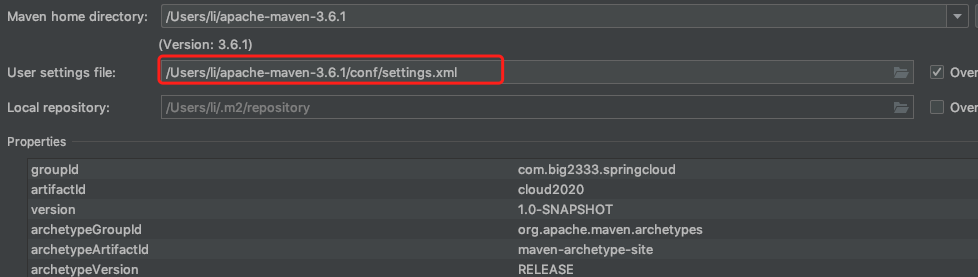 Maven home directory: /Users/li/apache-maven-3.6.1
(Version: 3.6.1)
User settings file: /Users/li/apache-maven-3.6.1/conf/settings.xml Over
Local repository: /Users/li/.m2/repository Over
Properties
groupId com.big2333.springcloud
artifactId cloud2020
version 1.0-SNAPSHOT
archetypeGroupId org.apache.maven.archetypes
archetypeArtifactId maven-archetype-site
archetypeVersion RELEASE